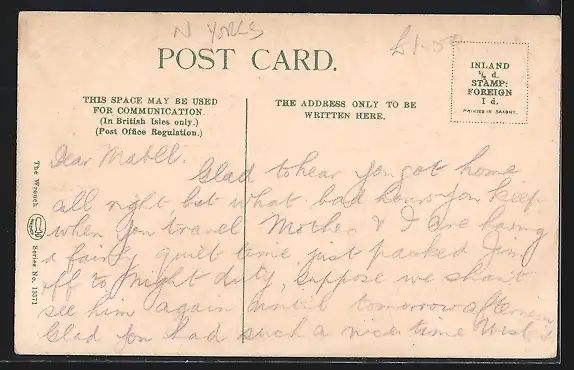 N YORKS
£1-50
POST CARD.
INLAND
½ d.
STAMP:
FOREIGN
1 d.
PRINTED IN SAXONY.
THIS SPACE MAY BE USED
FOR COMMUNICATION.
(In British Isles only.)
(Post Office Regulation.)
THE ADDRESS ONLY TO BE
WRITTEN HERE.
The Wrench
Series No. 13371
Dear Mabel.
Glad to hear you got home
all right but what bad hours you keep
when you travel Mother & I are having
a fairly quiet time, just packed Jim
off to night duty, suppose we shant
see him again until tomorrow afternoon
Glad you had such a nice time